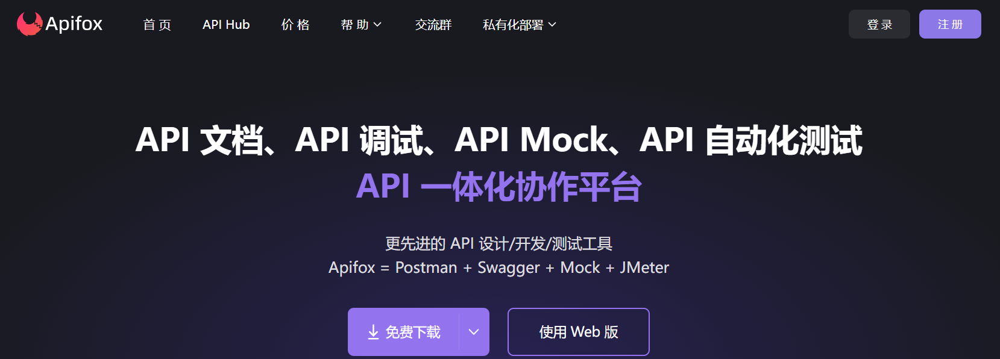 Apifox 首页 API Hub 价格 帮助 交流群 私有化部署 登录 注册
API 文档、API 调试、API Mock、API 自动化测试
API 一体化协作平台
更先进的 API 设计/开发/测试工具
Apifox = Postman + Swagger + Mock + JMeter
免费下载 使用 Web 版